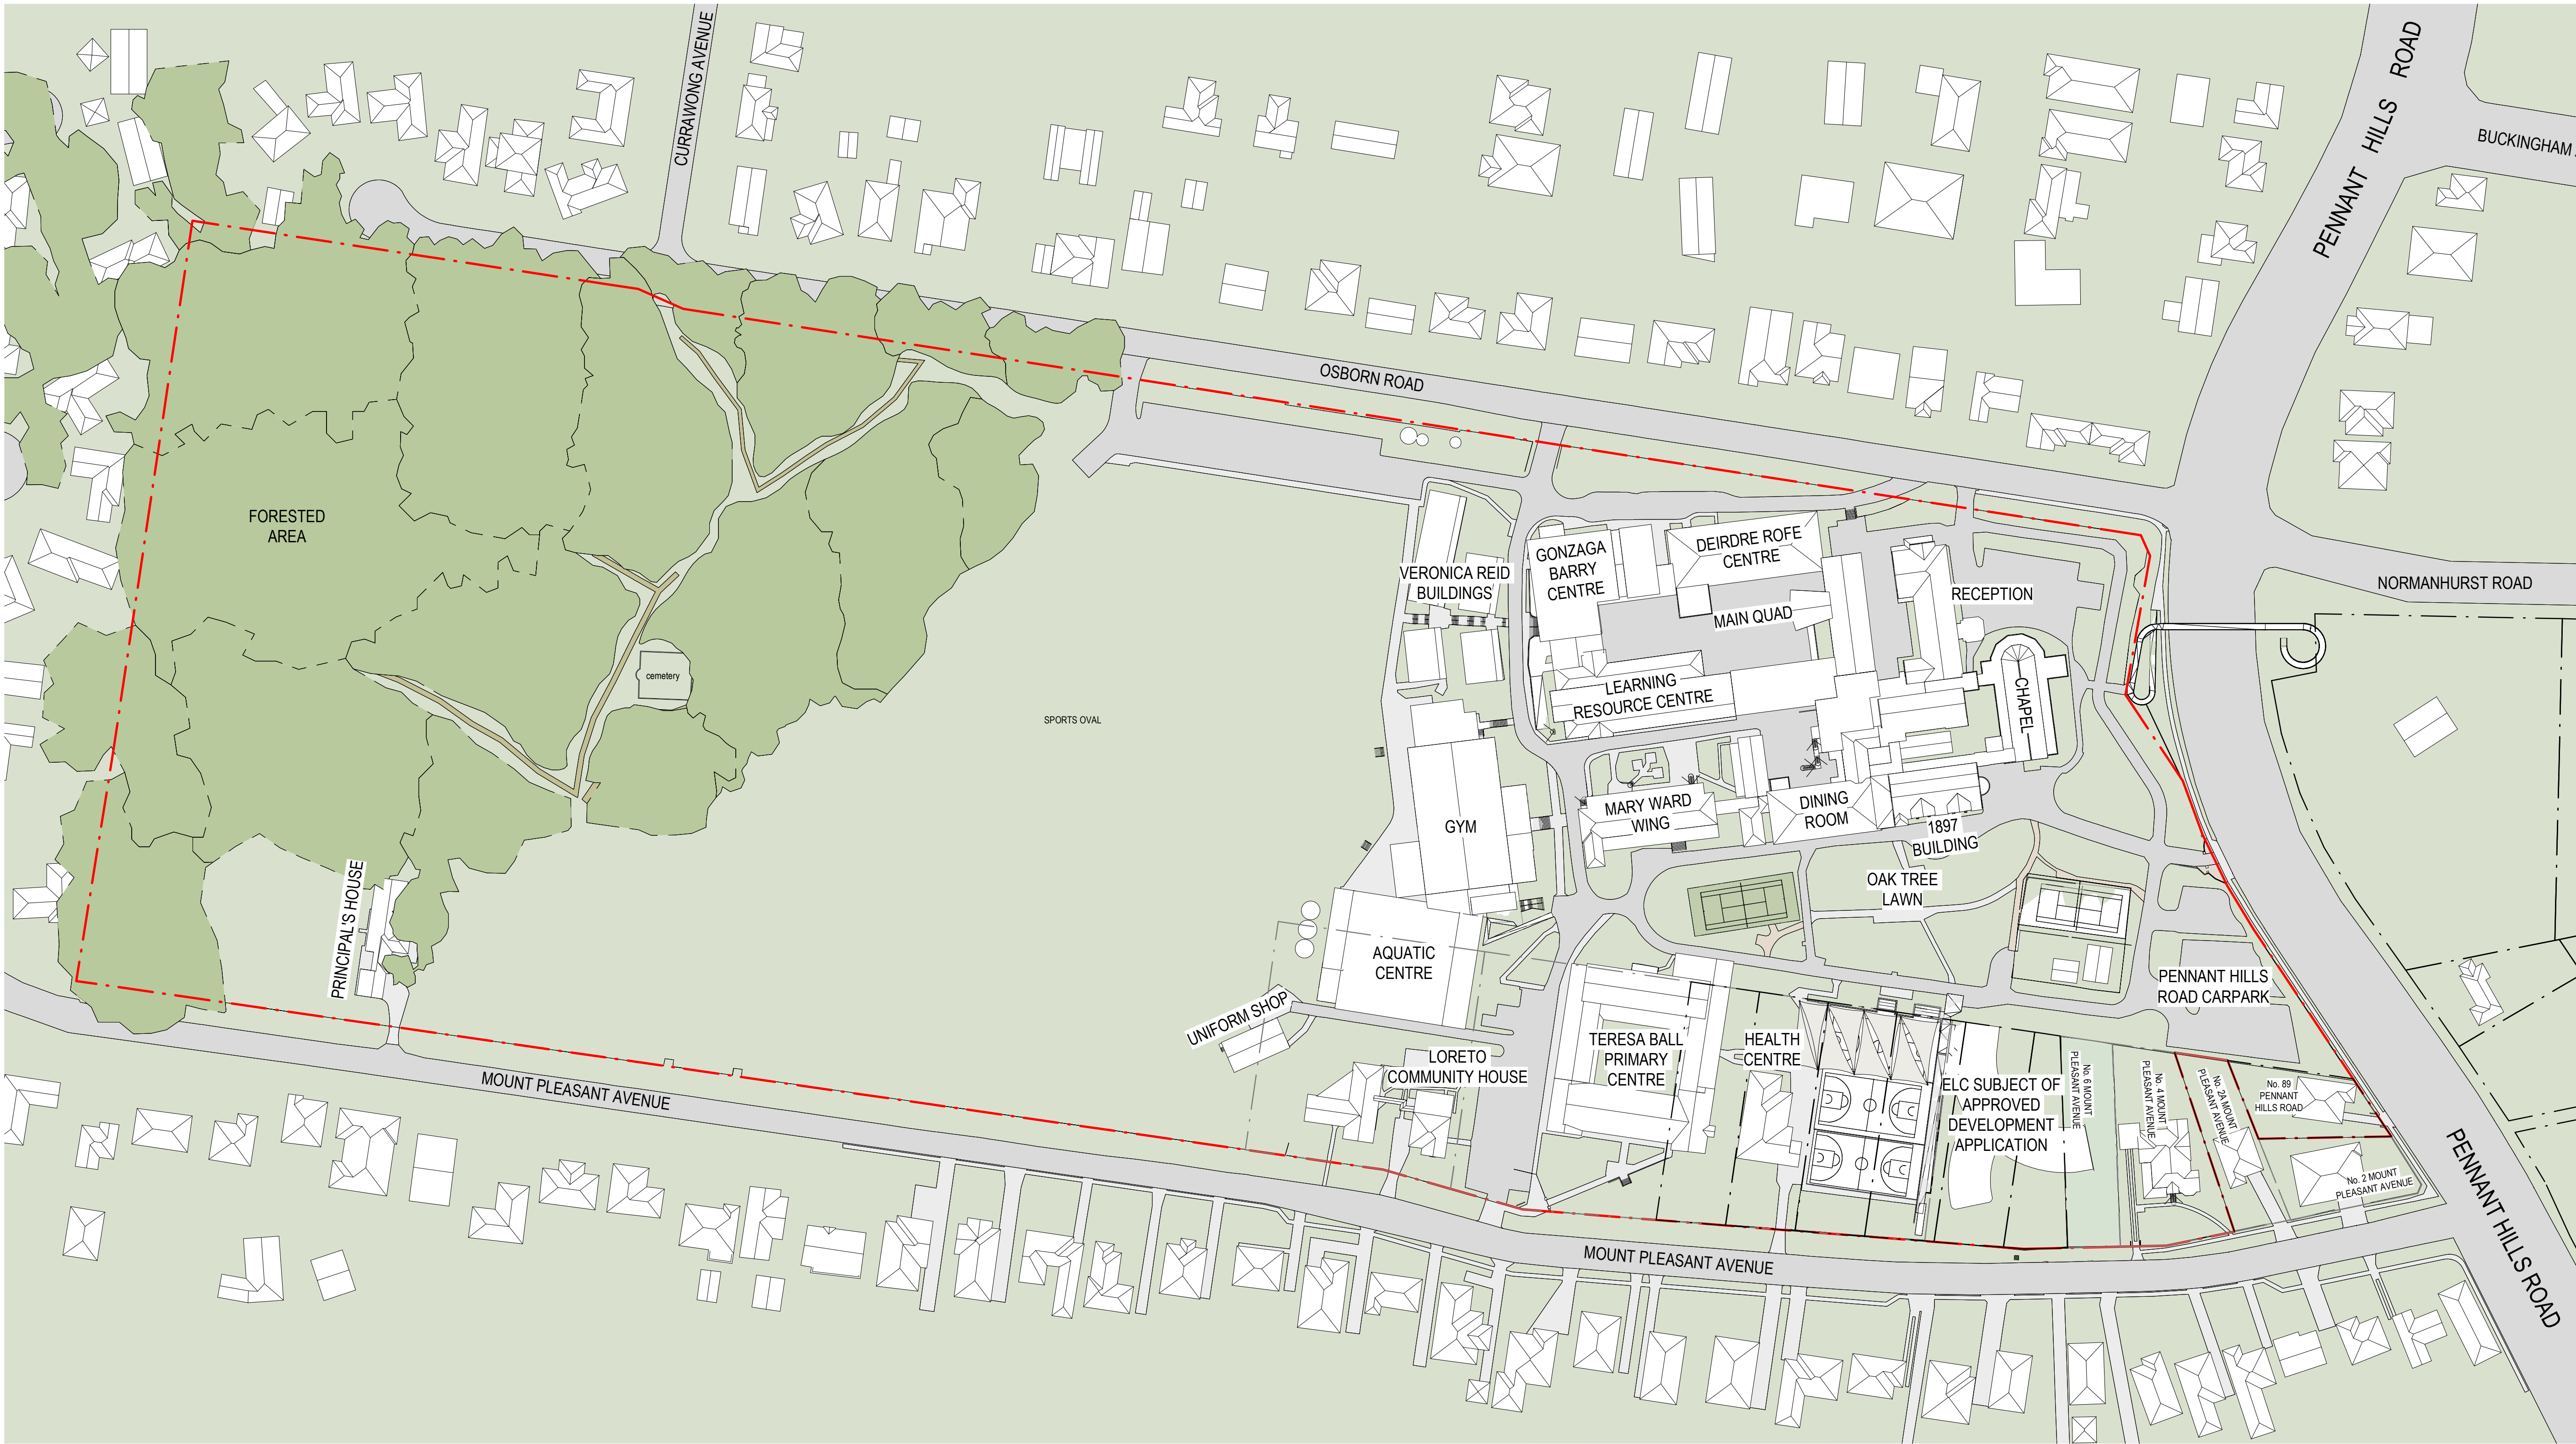 CURRAWONG AVENUE
PENNANT HILLS ROAD
BUCKINGHAM
OSBORN ROAD
NORMANHURST ROAD
FORESTED
AREA
cemetery
SPORTS OVAL
PRINCIPAL'S HOUSE
VERONICA REID
BUILDINGS
GONZAGA
BARRY
CENTRE
DEIRDRE ROFE
CENTRE
MAIN QUAD
RECEPTION
LEARNING
RESOURCE CENTRE
CHAPEL
GYM
MARY WARD
WING
DINING
ROOM
1897
BUILDING
OAK TREE
LAWN
AQUATIC
CENTRE
PENNANT HILLS
ROAD CARPARK
UNIFORM SHOP
LORETO
COMMUNITY HOUSE
TERESA BALL
PRIMARY
CENTRE
HEALTH
CENTRE
ELC SUBJECT OF
APPROVED
DEVELOPMENT
APPLICATION
No. 6 MOUNT
PLEASANT AVENUE
No. 4 MOUNT
PLEASANT AVENUE
No. 2A MOUNT
PLEASANT AVENUE
No. 89
PENNANT
HILLS ROAD
No. 2 MOUNT
PLEASANT AVENUE
MOUNT PLEASANT AVENUE
MOUNT PLEASANT AVENUE
PENNANT HILLS ROAD